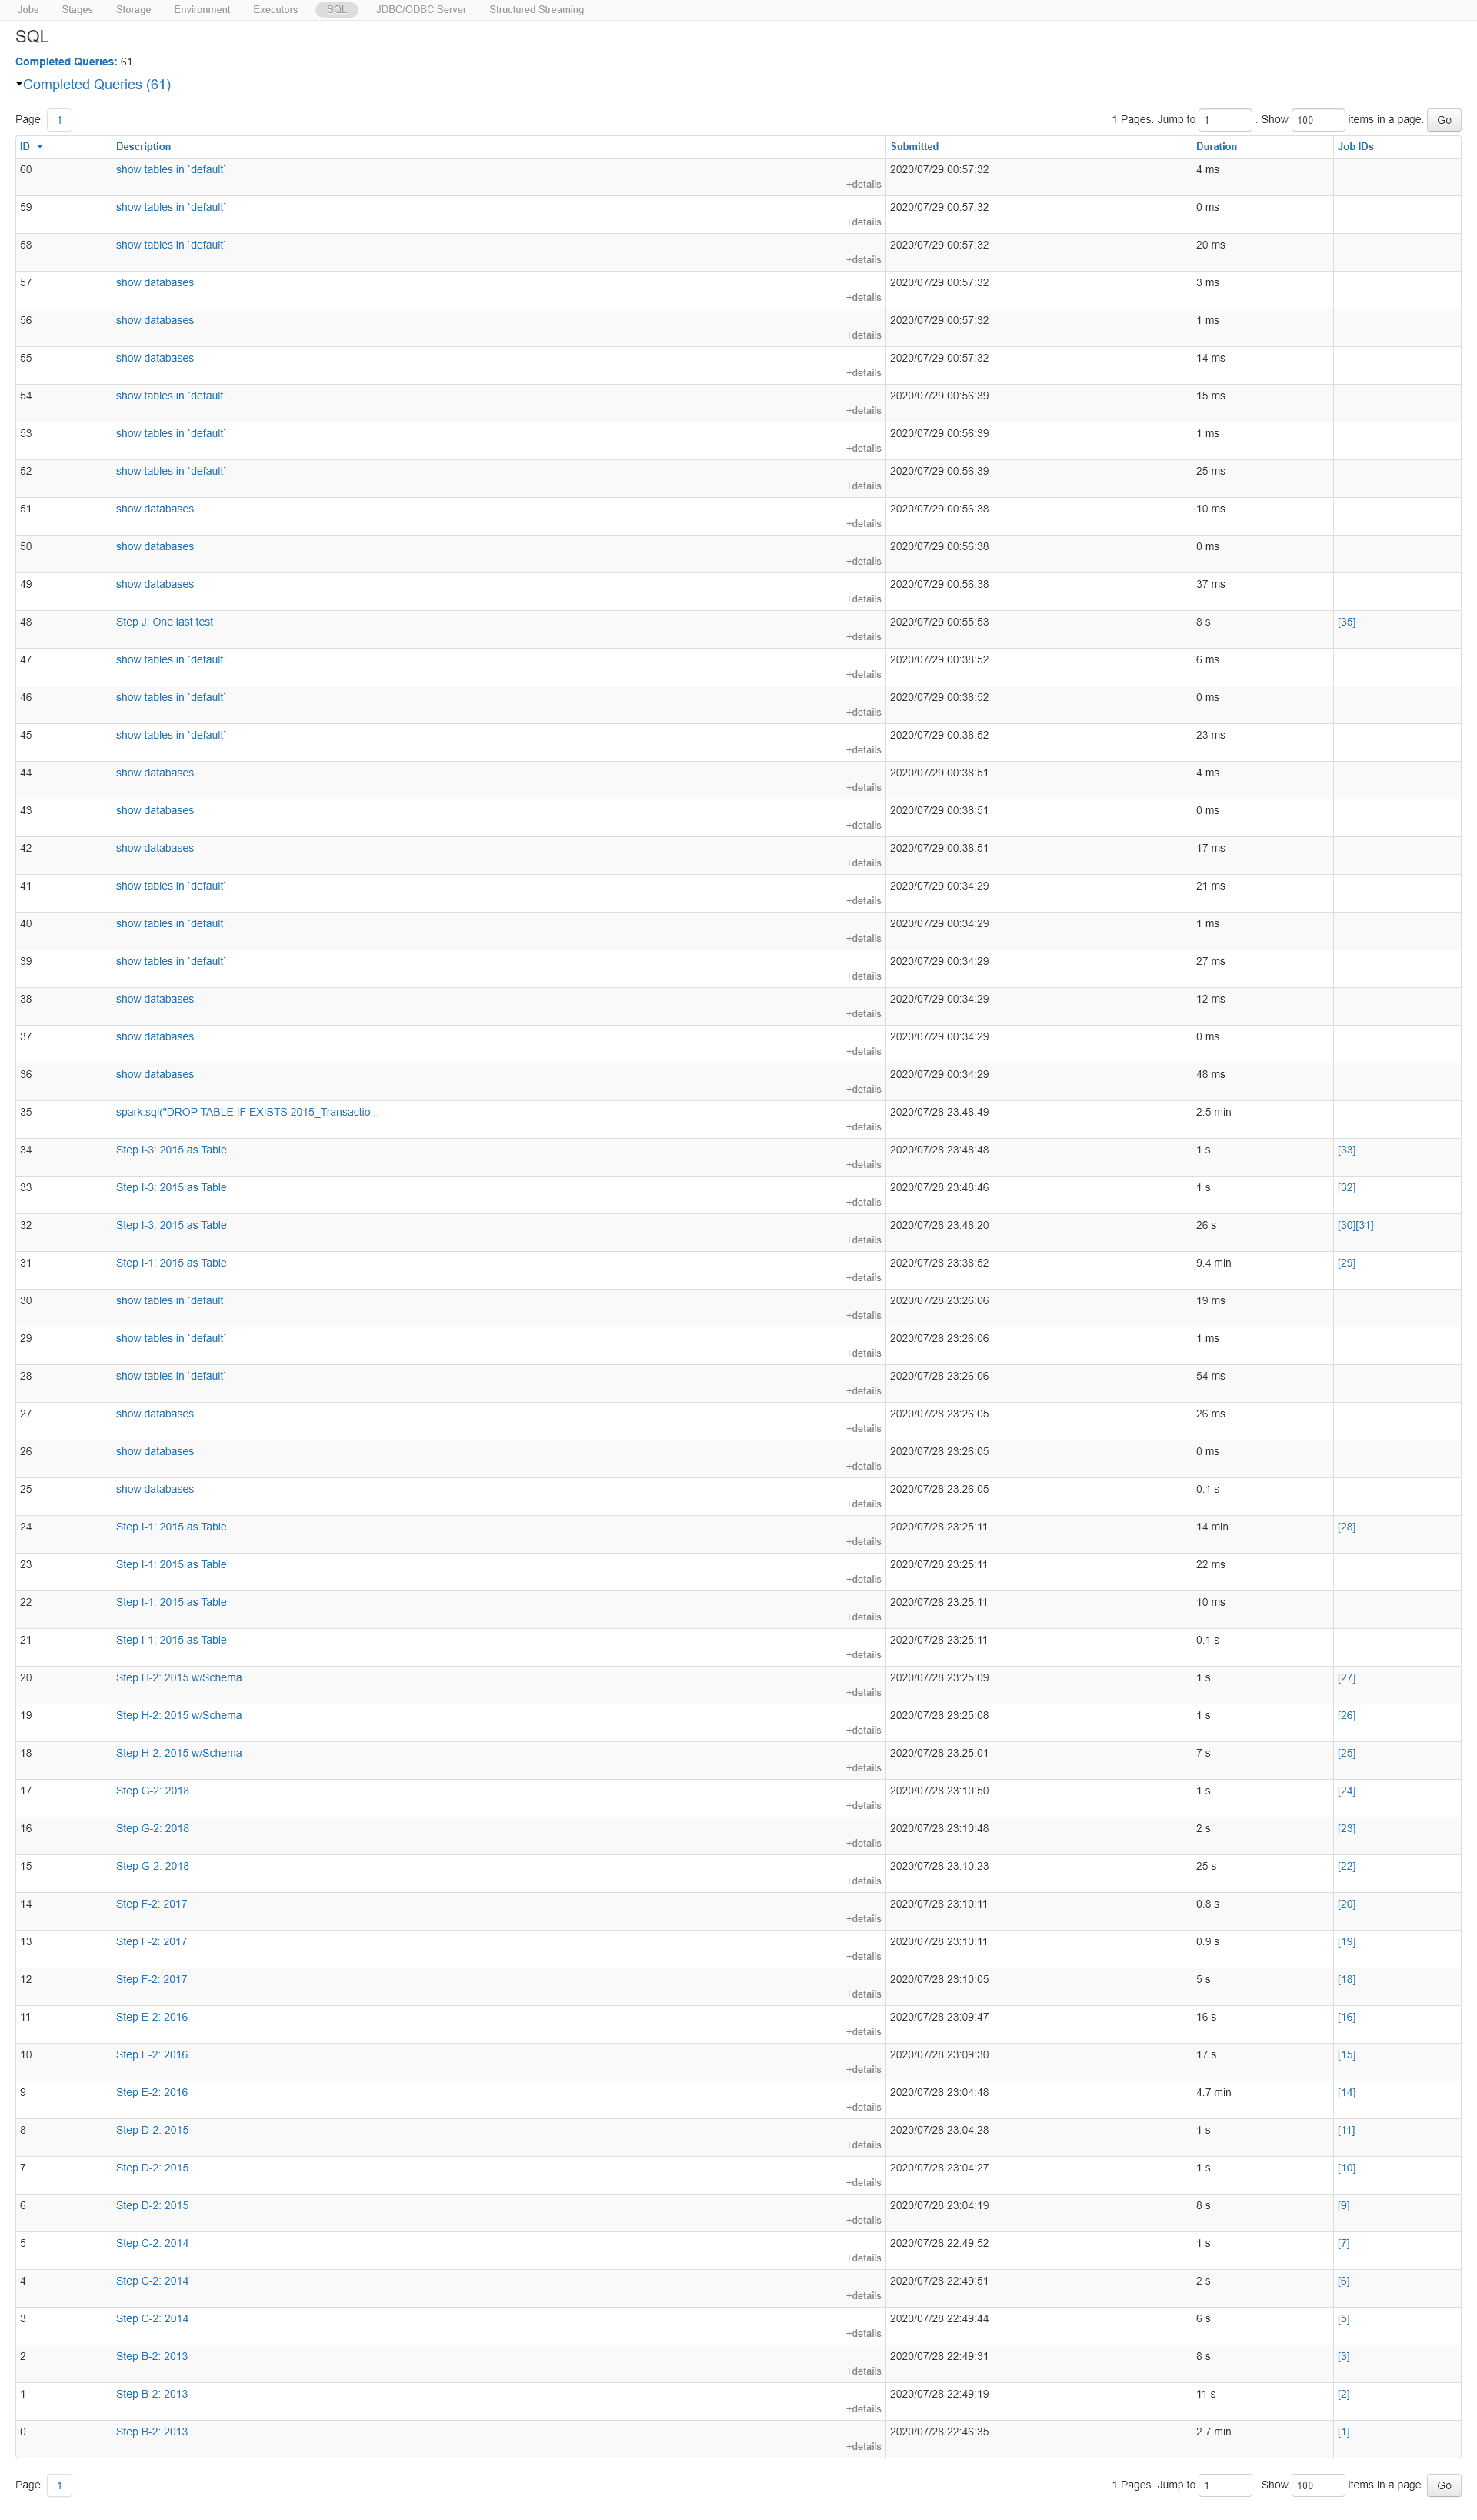 Jobs Stages Storage Environment Executors SQL JDBC/ODBC Server Structured Streaming
SQL
Completed Queries: 61
Completed Queries (61)
Page: 1 1 Pages. Jump to 1 . Show 100 items in a page. Go
ID Description Submitted Duration Job IDs
60 show tables in `default` 2020/07/29 00:57:32 4 ms
+details
59 show tables in `default` 2020/07/29 00:57:32 0 ms
+details
58 show tables in `default` 2020/07/29 00:57:32 20 ms
+details
57 show databases 2020/07/29 00:57:32 3 ms
+details
56 show databases 2020/07/29 00:57:32 1 ms
+details
55 show databases 2020/07/29 00:57:32 14 ms
+details
54 show tables in `default` 2020/07/29 00:56:39 15 ms
+details
53 show tables in `default` 2020/07/29 00:56:39 1 ms
+details
52 show tables in `default` 2020/07/29 00:56:39 25 ms
+details
51 show databases 2020/07/29 00:56:38 10 ms
+details
50 show databases 2020/07/29 00:56:38 0 ms
+details
49 show databases 2020/07/29 00:56:38 37 ms
+details
48 Step J: One last test 2020/07/29 00:55:53 8 s [35]
+details
47 show tables in `default` 2020/07/29 00:38:52 6 ms
+details
46 show tables in `default` 2020/07/29 00:38:52 0 ms
+details
45 show tables in `default` 2020/07/29 00:38:52 23 ms
+details
44 show databases 2020/07/29 00:38:51 4 ms
+details
43 show databases 2020/07/29 00:38:51 0 ms
+details
42 show databases 2020/07/29 00:38:51 17 ms
+details
41 show tables in `default` 2020/07/29 00:34:29 21 ms
+details
40 show tables in `default` 2020/07/29 00:34:29 1 ms
+details
39 show tables in `default` 2020/07/29 00:34:29 27 ms
+details
38 show databases 2020/07/29 00:34:29 12 ms
+details
37 show databases 2020/07/29 00:34:29 0 ms
+details
36 show databases 2020/07/29 00:34:29 48 ms
+details
35 spark.sql("DROP TABLE IF EXISTS 2015_Transactio... 2020/07/28 23:48:49 2.5 min
+details
34 Step I-3: 2015 as Table 2020/07/28 23:48:48 1 s [33]
+details
33 Step I-3: 2015 as Table 2020/07/28 23:48:46 1 s [32]
+details
32 Step I-3: 2015 as Table 2020/07/28 23:48:20 26 s [30][31]
+details
31 Step I-1: 2015 as Table 2020/07/28 23:38:52 9.4 min [29]
+details
30 show tables in `default` 2020/07/28 23:26:06 19 ms
+details
29 show tables in `default` 2020/07/28 23:26:06 1 ms
+details
28 show tables in `default` 2020/07/28 23:26:06 54 ms
+details
27 show databases 2020/07/28 23:26:05 26 ms
+details
26 show databases 2020/07/28 23:26:05 0 ms
+details
25 show databases 2020/07/28 23:26:05 0.1 s
+details
24 Step I-1: 2015 as Table 2020/07/28 23:25:11 14 min [28]
+details
23 Step I-1: 2015 as Table 2020/07/28 23:25:11 22 ms
+details
22 Step I-1: 2015 as Table 2020/07/28 23:25:11 10 ms
+details
21 Step I-1: 2015 as Table 2020/07/28 23:25:11 0.1 s
+details
20 Step H-2: 2015 w/Schema 2020/07/28 23:25:09 1 s [27]
+details
19 Step H-2: 2015 w/Schema 2020/07/28 23:25:08 1 s [26]
+details
18 Step H-2: 2015 w/Schema 2020/07/28 23:25:01 7 s [25]
+details
17 Step G-2: 2018 2020/07/28 23:10:50 1 s [24]
+details
16 Step G-2: 2018 2020/07/28 23:10:48 2 s [23]
+details
15 Step G-2: 2018 2020/07/28 23:10:23 25 s [22]
+details
14 Step F-2: 2017 2020/07/28 23:10:11 0.8 s [20]
+details
13 Step F-2: 2017 2020/07/28 23:10:11 0.9 s [19]
+details
12 Step F-2: 2017 2020/07/28 23:10:05 5 s [18]
+details
11 Step E-2: 2016 2020/07/28 23:09:47 16 s [16]
+details
10 Step E-2: 2016 2020/07/28 23:09:30 17 s [15]
+details
9 Step E-2: 2016 2020/07/28 23:04:48 4.7 min [14]
+details
8 Step D-2: 2015 2020/07/28 23:04:28 1 s [11]
+details
7 Step D-2: 2015 2020/07/28 23:04:27 1 s [10]
+details
6 Step D-2: 2015 2020/07/28 23:04:19 8 s [9]
+details
5 Step C-2: 2014 2020/07/28 22:49:52 1 s [7]
+details
4 Step C-2: 2014 2020/07/28 22:49:51 2 s [6]
+details
3 Step C-2: 2014 2020/07/28 22:49:44 6 s [5]
+details
2 Step B-2: 2013 2020/07/28 22:49:31 8 s [3]
+details
1 Step B-2: 2013 2020/07/28 22:49:19 11 s [2]
+details
0 Step B-2: 2013 2020/07/28 22:46:35 2.7 min [1]
+details
Page: 1 1 Pages. Jump to 1 . Show 100 items in a page. Go